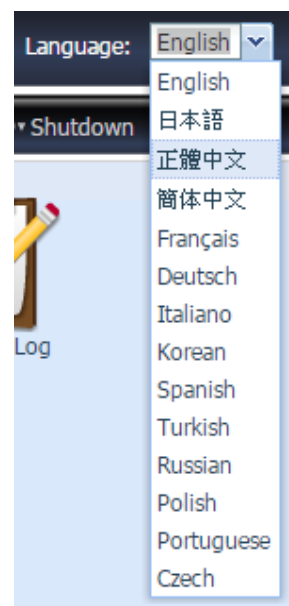 Language: English
Shutdown
Log
English
日本語
正體中文
簡体中文
Français
Deutsch
Italiano
Korean
Spanish
Turkish
Russian
Polish
Portuguese
Czech